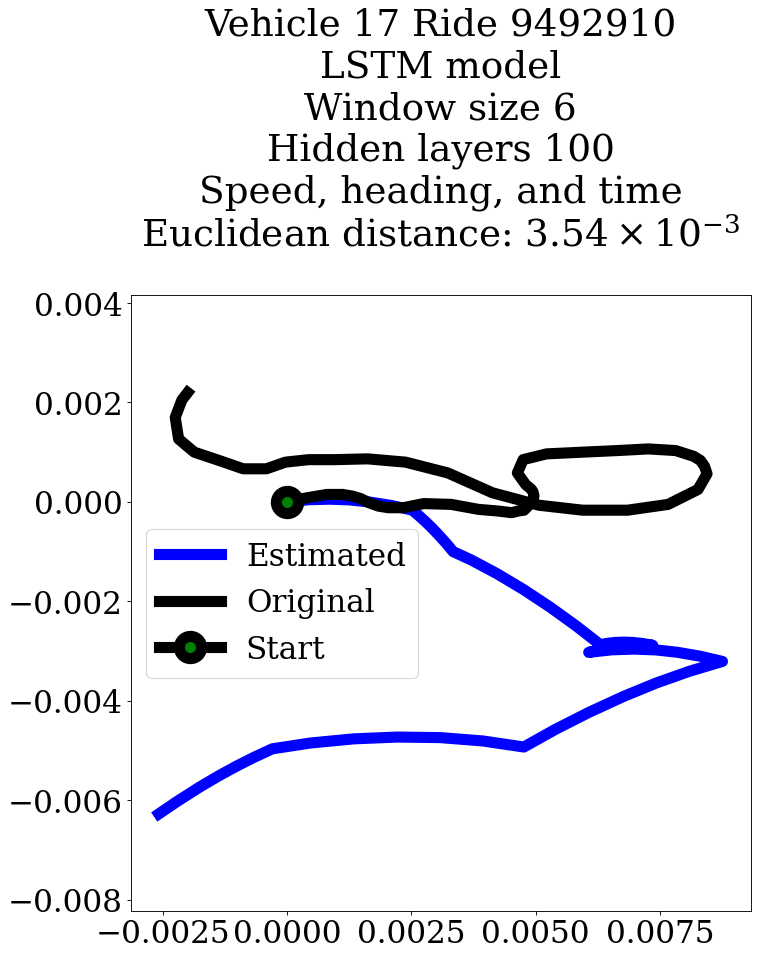 Vehicle 17 Ride 9492910
LSTM model
Window size 6
Hidden layers 100
Speed, heading, and time
Euclidean distance: 3.54 × 10⁻³
0.004
0.002
0.000
−0.002
−0.004
−0.006
−0.008
Estimated
Original
Start
−0.0025 0.0000 0.0025 0.0050 0.0075